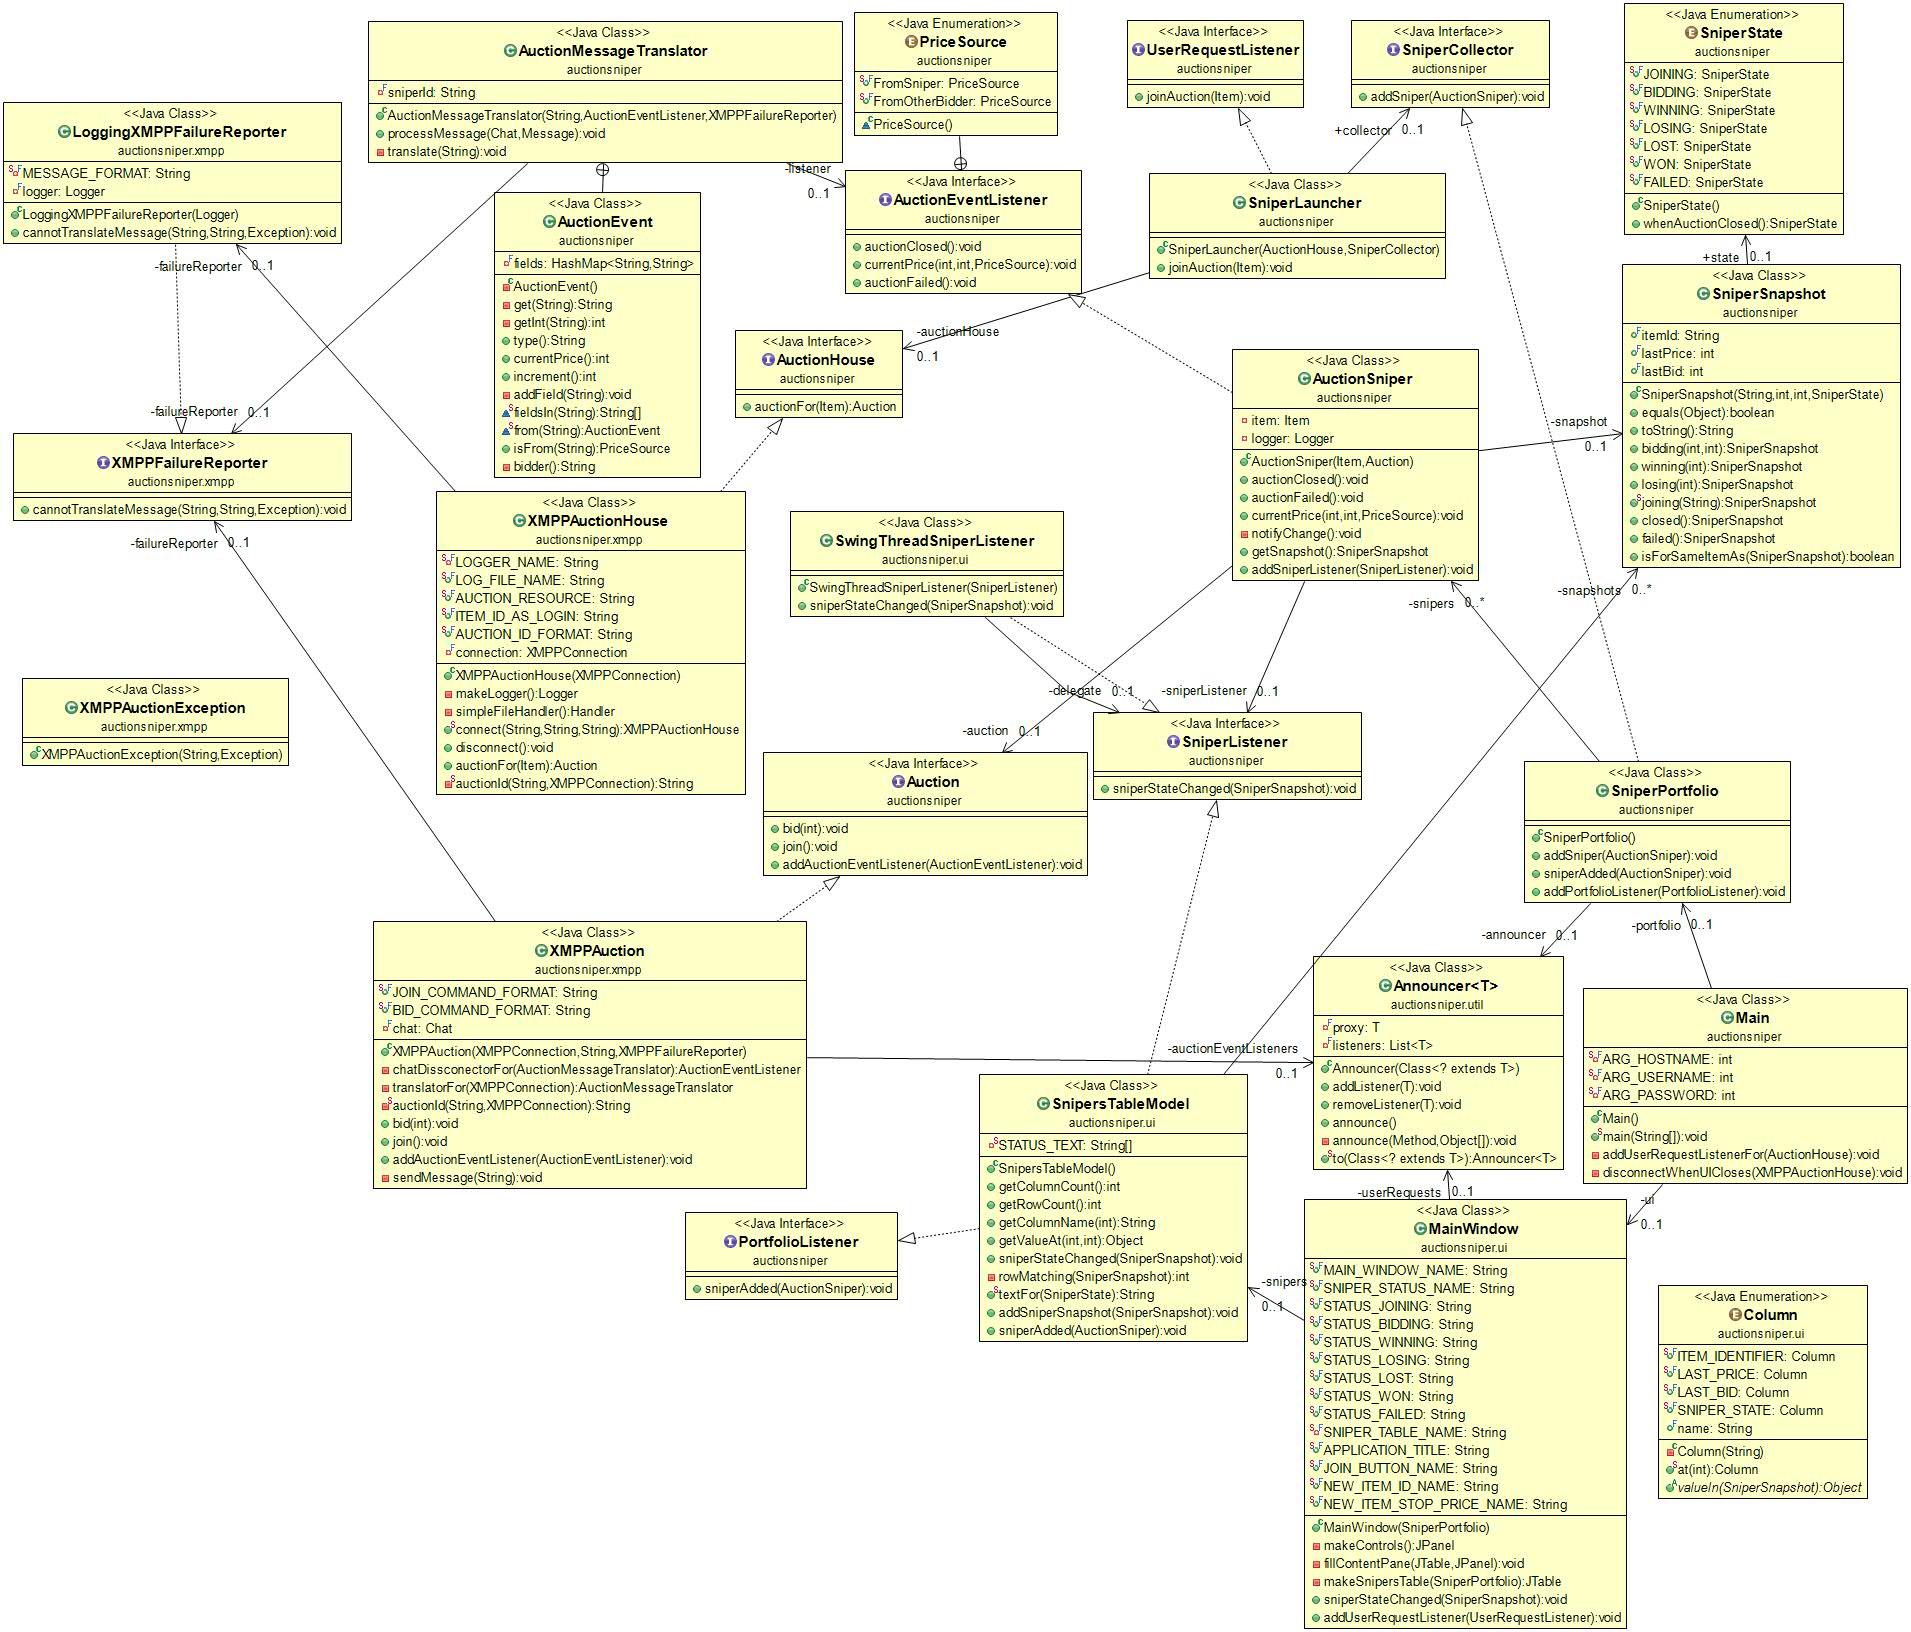 <<Java Class>>
AuctionMessageTranslator
auctionsniper
sniperId: String
AuctionMessageTranslator(String,AuctionEventListener,XMPPFailureReporter)
processMessage(Chat,Message):void
translate(String):void
<<Java Enumeration>>
PriceSource
auctionsniper
FromSniper: PriceSource
FromOtherBidder: PriceSource
PriceSource()
<<Java Interface>>
UserRequestListener
auctionsniper
joinAuction(Item):void
<<Java Interface>>
SniperCollector
auctionsniper
addSniper(AuctionSniper):void
<<Java Enumeration>>
SniperState
auctionsniper
JOINING: SniperState
BIDDING: SniperState
WINNING: SniperState
LOSING: SniperState
LOST: SniperState
WON: SniperState
FAILED: SniperState
SniperState()
whenAuctionClosed():SniperState
<<Java Class>>
LoggingXMPPFailureReporter
auctionsniper.xmpp
MESSAGE_FORMAT: String
logger: Logger
LoggingXMPPFailureReporter(Logger)
cannotTranslateMessage(String,String,Exception):void
-failureReporter 0..1
-listener
0..1
+collector 0..1
<<Java Class>>
AuctionEvent
auctionsniper
fields: HashMap<String,String>
AuctionEvent()
get(String):String
getInt(String):int
type():String
currentPrice():int
increment():int
addField(String):void
fieldsIn(String):String[]
from(String):AuctionEvent
isFrom(String):PriceSource
bidder():String
<<Java Interface>>
AuctionEventListener
auctionsniper
auctionClosed():void
currentPrice(int,int,PriceSource):void
auctionFailed():void
<<Java Class>>
SniperLauncher
auctionsniper
SniperLauncher(AuctionHouse,SniperCollector)
joinAuction(Item):void
+state 0..1
<<Java Class>>
SniperSnapshot
auctionsniper
itemId: String
lastPrice: int
lastBid: int
SniperSnapshot(String,int,int,SniperState)
equals(Object):boolean
toString():String
bidding(int,int):SniperSnapshot
winning(int):SniperSnapshot
losing(int):SniperSnapshot
joining(String):SniperSnapshot
closed():SniperSnapshot
failed():SniperSnapshot
isForSameItemAs(SniperSnapshot):boolean
-auctionHouse
0..1
<<Java Interface>>
AuctionHouse
auctionsniper
auctionFor(Item):Auction
<<Java Class>>
AuctionSniper
auctionsniper
item: Item
logger: Logger
AuctionSniper(Item,Auction)
auctionClosed():void
auctionFailed():void
currentPrice(int,int,PriceSource):void
notifyChange():void
getSnapshot():SniperSnapshot
addSniperListener(SniperListener):void
-snapshot
0..1
-failureReporter 0..1
<<Java Interface>>
XMPPFailureReporter
auctionsniper.xmpp
cannotTranslateMessage(String,String,Exception):void
-failureReporter 0..1
<<Java Class>>
XMPPAuctionHouse
auctionsniper.xmpp
LOGGER_NAME: String
LOG_FILE_NAME: String
AUCTION_RESOURCE: String
ITEM_ID_AS_LOGIN: String
AUCTION_ID_FORMAT: String
connection: XMPPConnection
XMPPAuctionHouse(XMPPConnection)
makeLogger():Logger
simpleFileHandler():Handler
connect(String,String,String):XMPPAuctionHouse
disconnect():void
auctionFor(Item):Auction
auctionId(String,XMPPConnection):String
<<Java Class>>
SwingThreadSniperListener
auctionsniper.ui
SwingThreadSniperListener(SniperListener)
sniperStateChanged(SniperSnapshot):void
-snipers 0..*
-snapshots 0..*
<<Java Class>>
XMPPAuctionException
auctionsniper.xmpp
XMPPAuctionException(String,Exception)
-delegate 0..1
-sniperListener 0..1
-auction 0..1
<<Java Interface>>
SniperListener
auctionsniper
sniperStateChanged(SniperSnapshot):void
<<Java Interface>>
Auction
auctionsniper
bid(int):void
join():void
addAuctionEventListener(AuctionEventListener):void
<<Java Class>>
SniperPortfolio
auctionsniper
SniperPortfolio()
addSniper(AuctionSniper):void
sniperAdded(AuctionSniper):void
addPortfolioListener(PortfolioListener):void
-announcer 0..1
-portfolio 0..1
<<Java Class>>
XMPPAuction
auctionsniper.xmpp
JOIN_COMMAND_FORMAT: String
BID_COMMAND_FORMAT: String
chat: Chat
XMPPAuction(XMPPConnection,String,XMPPFailureReporter)
chatDissconectorFor(AuctionMessageTranslator):AuctionEventListener
translatorFor(XMPPConnection):AuctionMessageTranslator
auctionId(String,XMPPConnection):String
bid(int):void
join():void
addAuctionEventListener(AuctionEventListener):void
sendMessage(String):void
-auctionEventListeners
0..1
<<Java Class>>
Announcer<T>
auctionsniper.util
proxy: T
listeners: List<T>
Announcer(Class<? extends T>)
addListener(T):void
removeListener(T):void
announce()
announce(Method,Object[]):void
to(Class<? extends T>):Announcer<T>
<<Java Class>>
Main
auctionsniper
ARG_HOSTNAME: int
ARG_USERNAME: int
ARG_PASSWORD: int
Main()
main(String[]):void
addUserRequestListenerFor(AuctionHouse):void
disconnectWhenUICloses(XMPPAuctionHouse):void
<<Java Class>>
SnipersTableModel
auctionsniper.ui
STATUS_TEXT: String[]
SnipersTableModel()
getColumnCount():int
getRowCount():int
getColumnName(int):String
getValueAt(int,int):Object
sniperStateChanged(SniperSnapshot):void
rowMatching(SniperSnapshot):int
textFor(SniperState):String
addSniperSnapshot(SniperSnapshot):void
sniperAdded(AuctionSniper):void
-userRequests 0..1
-ui
0..1
<<Java Interface>>
PortfolioListener
auctionsniper
sniperAdded(AuctionSniper):void
-snipers
0..1
<<Java Class>>
MainWindow
auctionsniper.ui
MAIN_WINDOW_NAME: String
SNIPER_STATUS_NAME: String
STATUS_JOINING: String
STATUS_BIDDING: String
STATUS_WINNING: String
STATUS_LOSING: String
STATUS_LOST: String
STATUS_WON: String
STATUS_FAILED: String
SNIPER_TABLE_NAME: String
APPLICATION_TITLE: String
JOIN_BUTTON_NAME: String
NEW_ITEM_ID_NAME: String
NEW_ITEM_STOP_PRICE_NAME: String
MainWindow(SniperPortfolio)
makeControls():JPanel
fillContentPane(JTable,JPanel):void
makeSnipersTable(SniperPortfolio):JTable
sniperStateChanged(SniperSnapshot):void
addUserRequestListener(UserRequestListener):void
<<Java Enumeration>>
Column
auctionsniper.ui
ITEM_IDENTIFIER: Column
LAST_PRICE: Column
LAST_BID: Column
SNIPER_STATE: Column
name: String
Column(String)
at(int):Column
valueIn(SniperSnapshot):Object